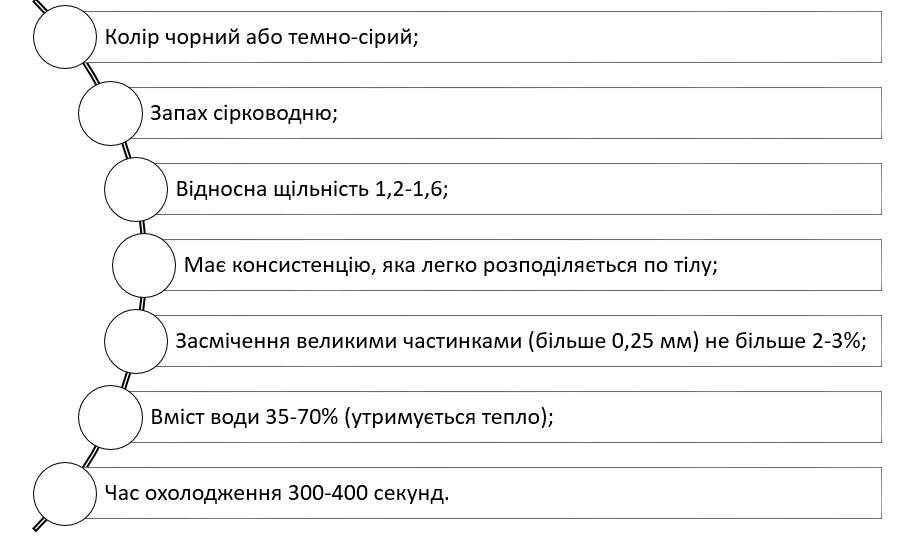 Колір чорний або темно-сірий;
Запах сірководню;
Відносна щільність 1,2-1,6;
Має консистенцію, яка легко розподіляється по тілу;
Засмічення великими частинками (більше 0,25 мм) не більше 2-3%;
Вміст води 35-70% (утримується тепло);
Час охолодження 300-400 секунд.